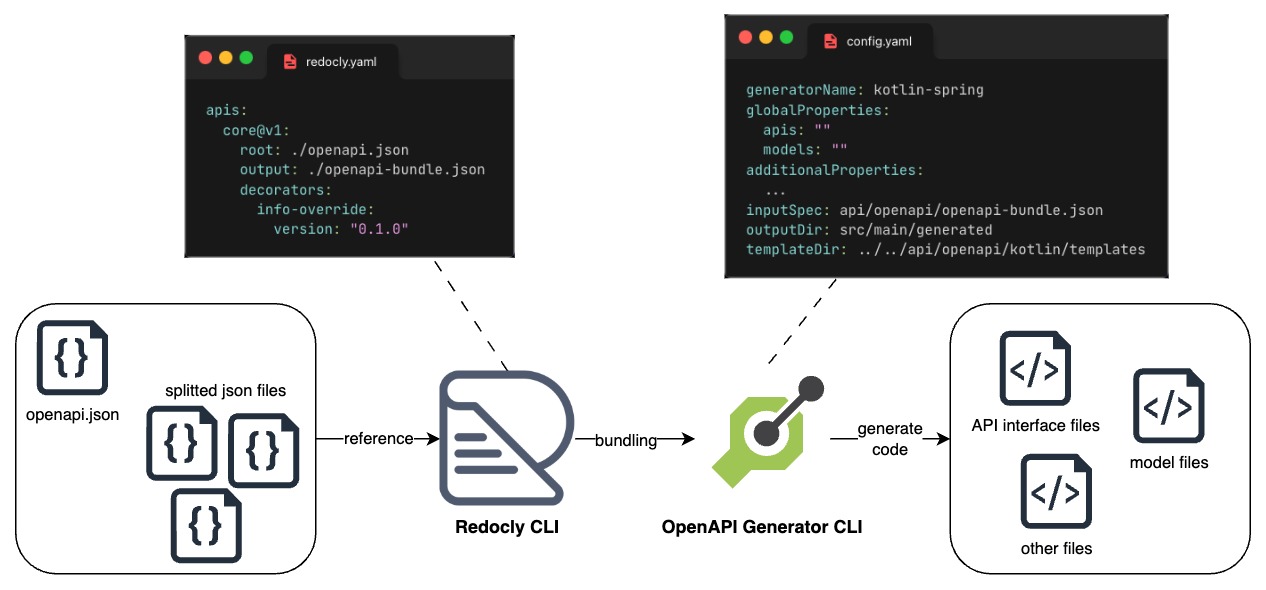 redocly.yaml
apis:
core@v1:
root: ./openapi.json
output: ./openapi-bundle.json
decorators:
info-override:
version: "0.1.0"
config.yaml
generatorName: kotlin-spring
globalProperties:
apis: ""
models: ""
additionalProperties:
...
inputSpec: api/openapi/openapi-bundle.json
outputDir: src/main/generated
templateDir: ../../api/openapi/kotlin/templates
{}
openapi.json
splitted json files
{}
{}
{}
reference
Redocly CLI
bundling
OpenAPI Generator CLI
generate
code
</>
API interface files
</>
model files
</>
other files